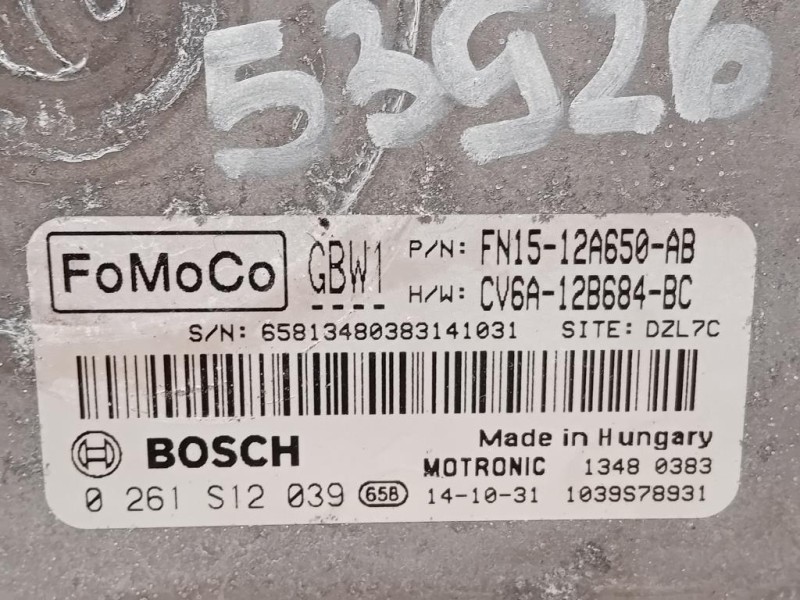 53926
FoMoCo
GBW1
P/N: FN15-12A650-AB
H/W: CV6A-12B684-BC
S/N: 65813480383141031 SITE: DZL7C
BOSCH
Made in Hungary
MOTRONIC 1348 0383
0 261 S12 039 658 14-10-31 1039S78931